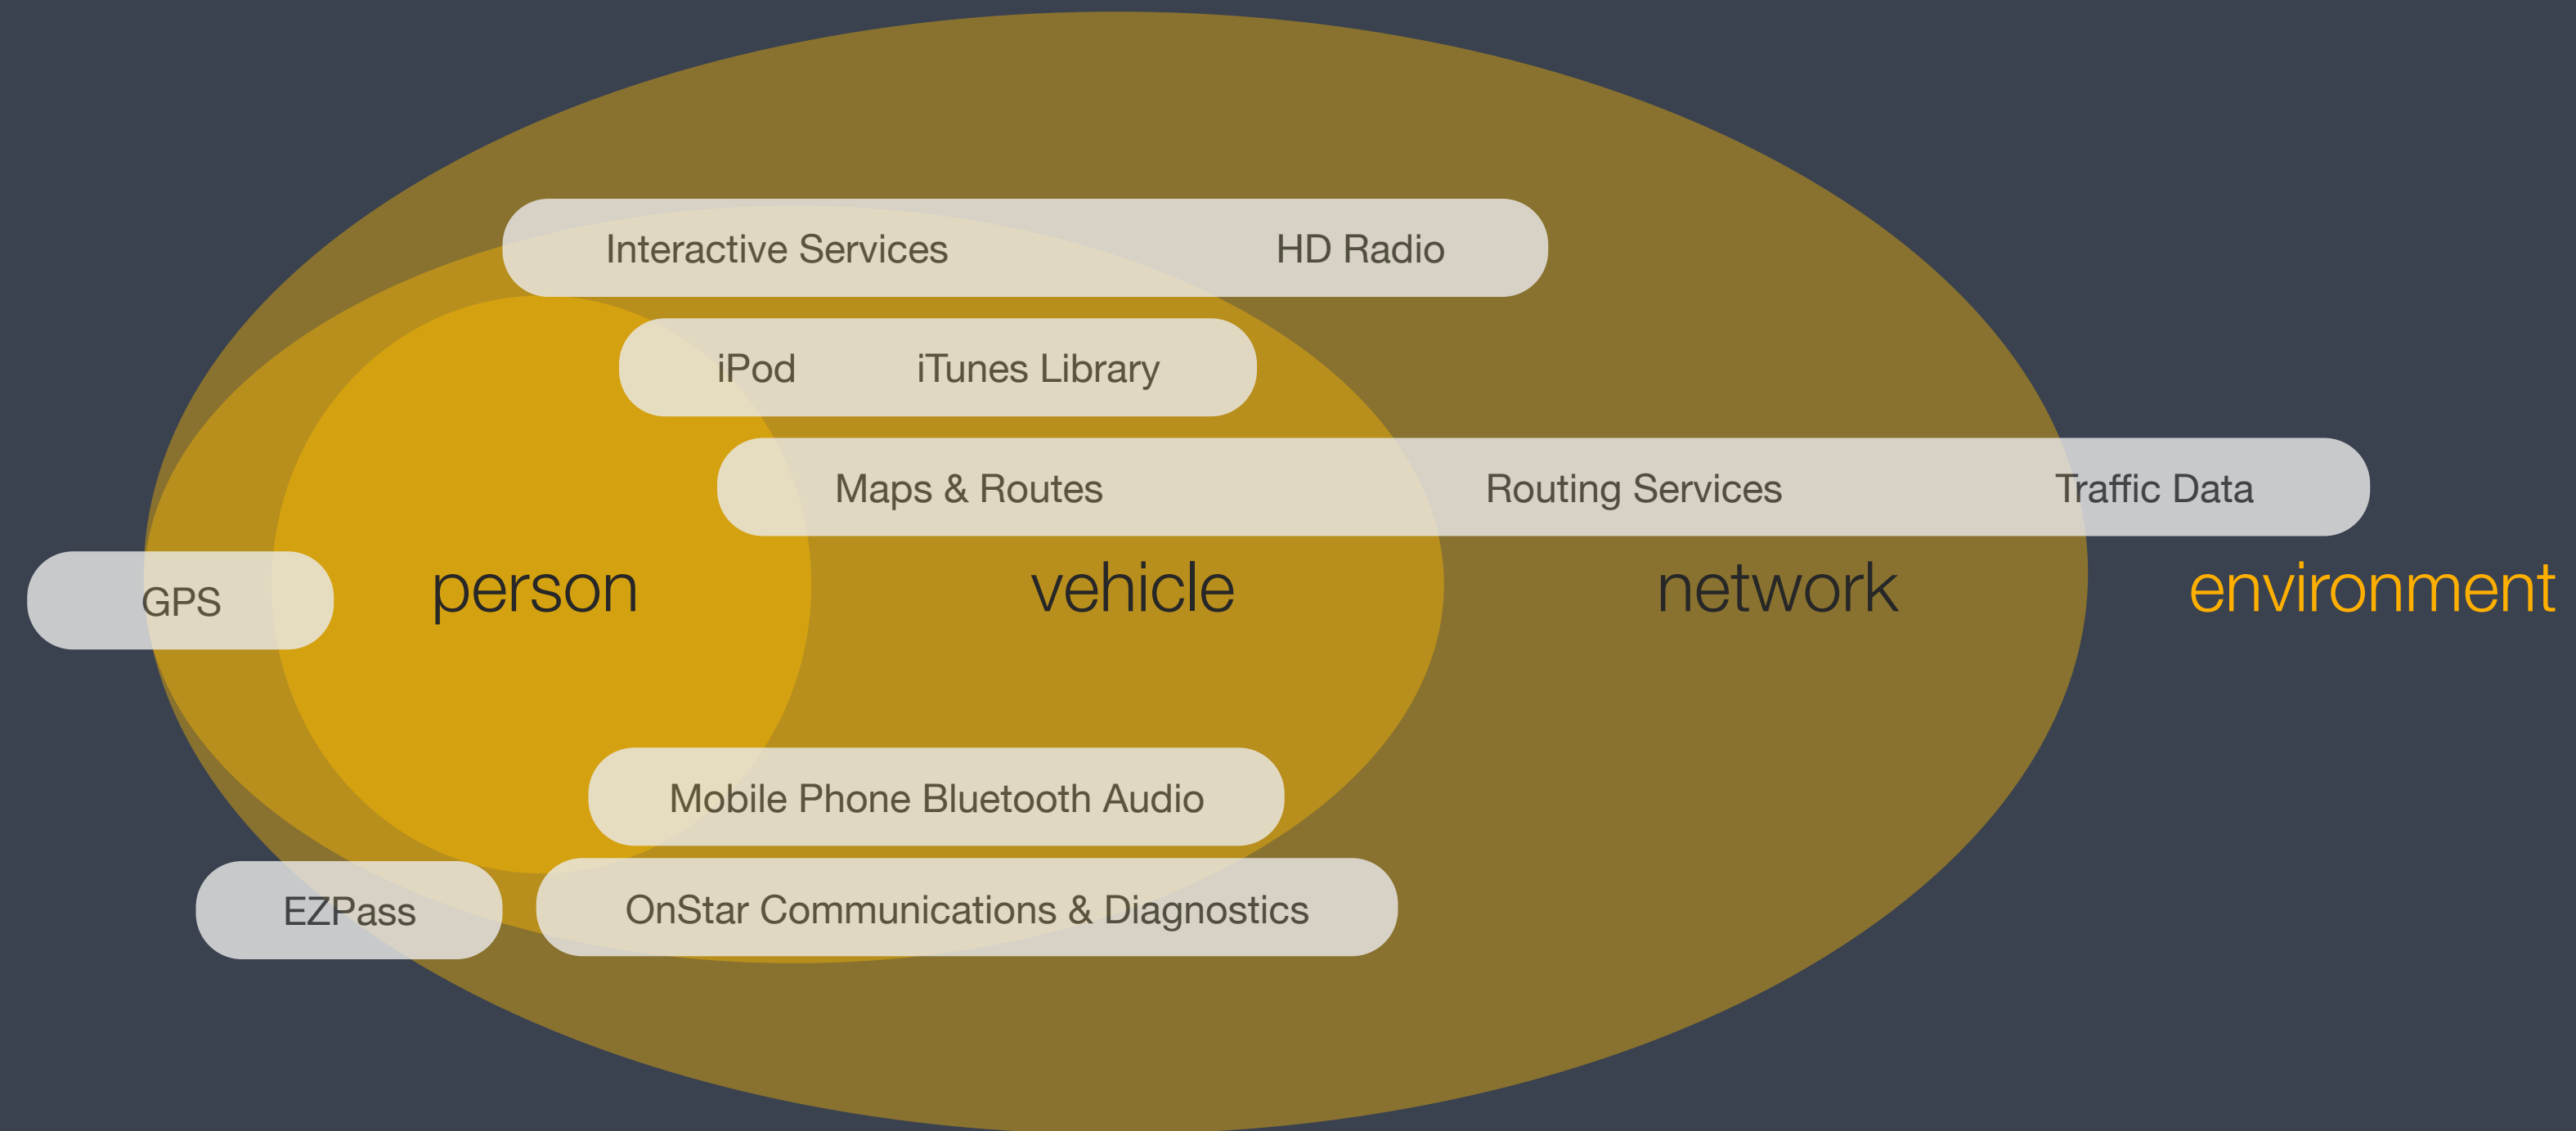 Interactive Services HD Radio
iPod iTunes Library
Maps & Routes Routing Services Traffic Data
GPS person vehicle network environment
Mobile Phone Bluetooth Audio
EZPass OnStar Communications & Diagnostics